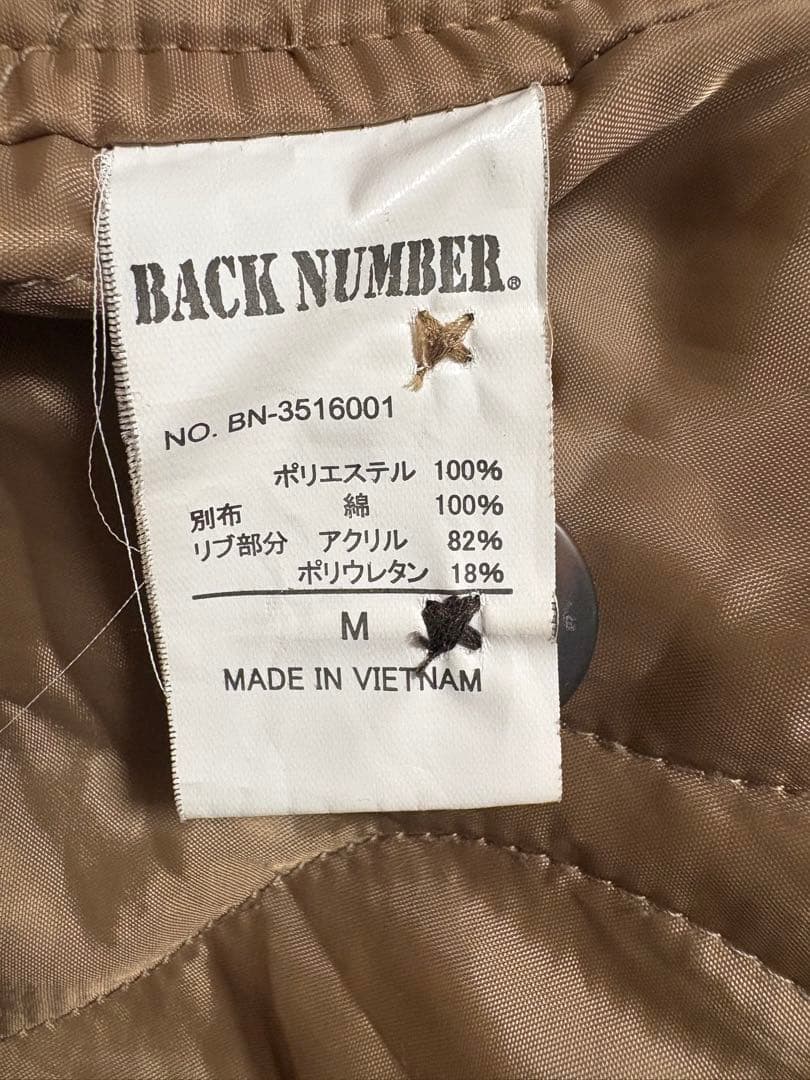 BACK NUMBER®
NO. BN-3516001
ポリエステル 100%
別布 綿 100%
リブ部分 アクリル 82%
ポリウレタン 18%
M
MADE IN VIETNAM